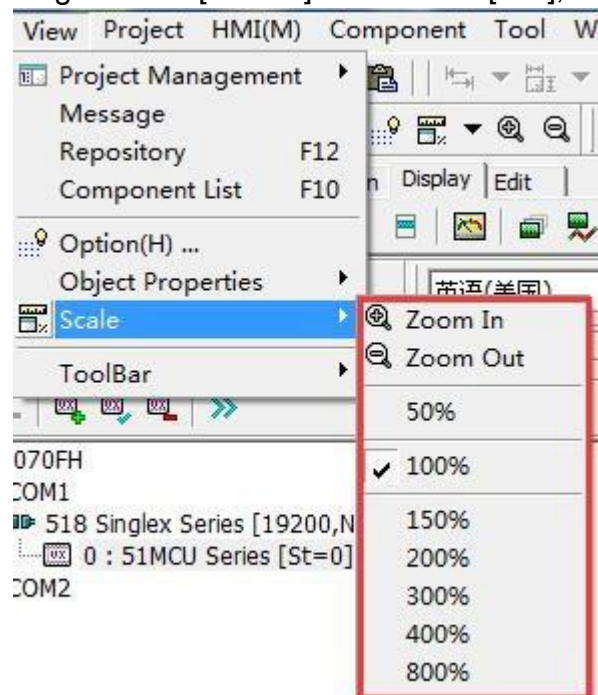 View Project HMI(M) Component Tool W
Project Management
Message
Repository F12
Component List F10
n Display Edit
Option(H) ...
Object Properties
英语(美国)
Scale
Zoom In
Zoom Out
ToolBar
50%
070FH
100%
COM1
518 Singlex Series [19200,N
150%
0 : 51MCU Series [St=0]
200%
COM2
300%
400%
800%